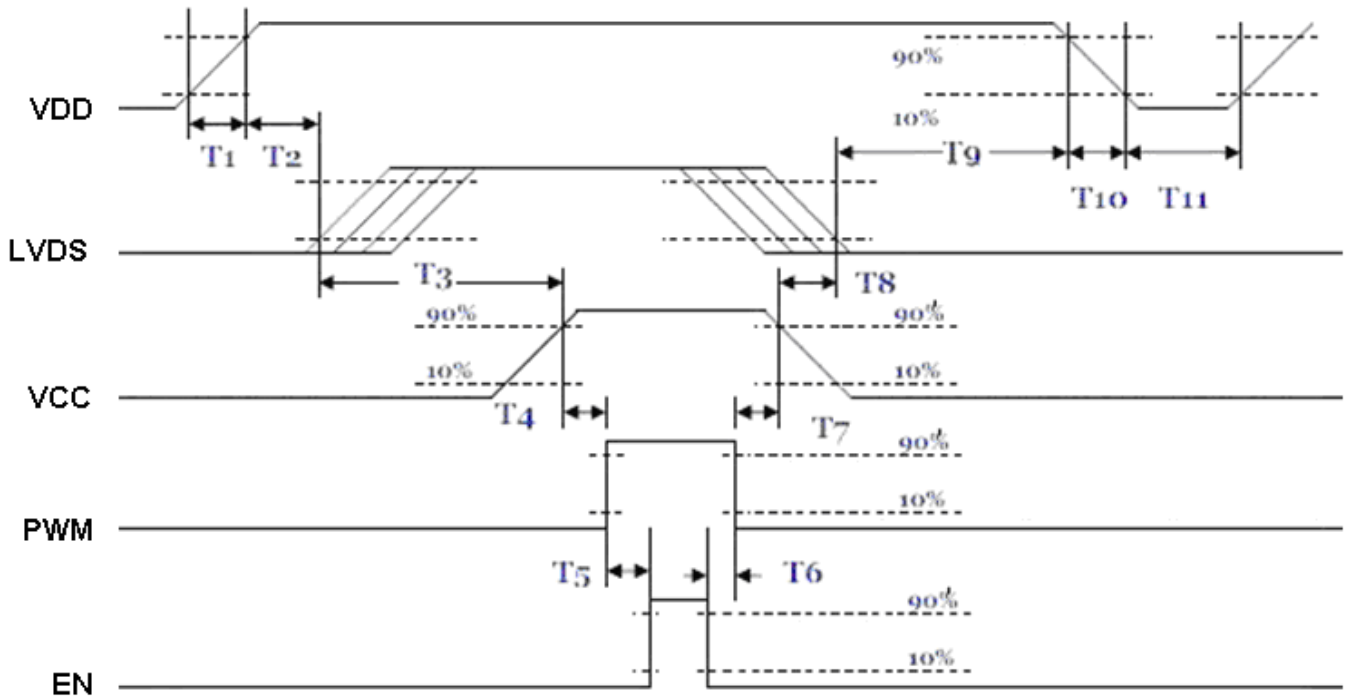 90%
VDD
10%
T1 T2
T9
T10 T11
LVDS
T3
T8
90%
90%
10%
10%
VCC
T4
T7
90%
10%
PWM
T5
T6
90%
10%
EN